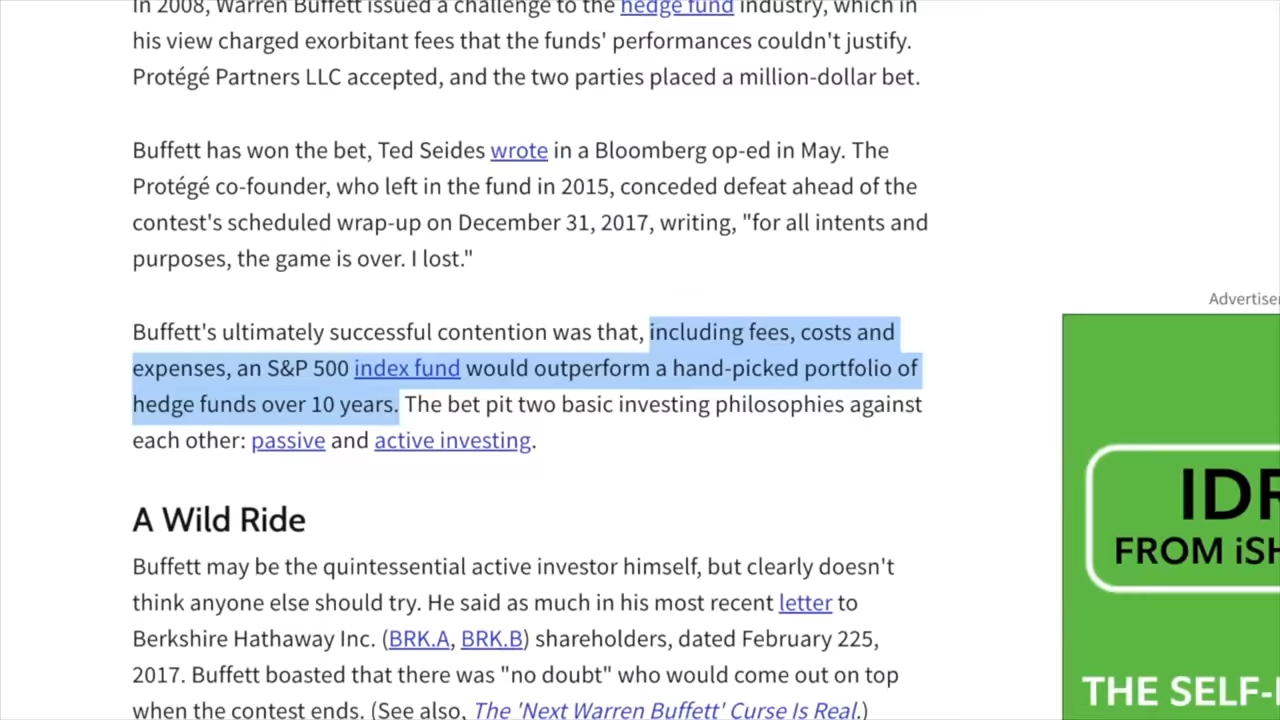 In 2008, Warren Buffett issued a challenge to the hedge fund industry, which in
his view charged exorbitant fees that the funds' performances couldn't justify.
Protégé Partners LLC accepted, and the two parties placed a million-dollar bet.
Buffett has won the bet, Ted Seides wrote in a Bloomberg op-ed in May. The
Protégé co-founder, who left in the fund in 2015, conceded defeat ahead of the
contest's scheduled wrap-up on December 31, 2017, writing, "for all intents and
purposes, the game is over. I lost."
Buffett's ultimately successful contention was that, including fees, costs and
expenses, an S&P 500 index fund would outperform a hand-picked portfolio of
hedge funds over 10 years. The bet pit two basic investing philosophies against
each other: passive and active investing.
A Wild Ride
Buffett may be the quintessential active investor himself, but clearly doesn't
think anyone else should try. He said as much in his most recent letter to
Berkshire Hathaway Inc. (BRK.A, BRK.B) shareholders, dated February 225,
2017. Buffett boasted that there was "no doubt" who would come out on top
when the contest ends. (See also, The 'Next Warren Buffett' Curse Is Real.)
Advertise
IDR
FROM iSH
THE SELF-